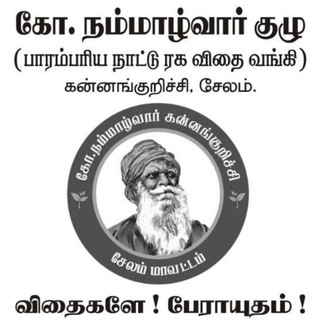 கோ. நம்மாழ்வார் குழு
(பாரம்பரிய நாட்டு ரக விதை வங்கி)
கன்னங்குறிச்சி, சேலம்.
கோ.நம்மாழ்வார் கன்னங்குறிச்சி
சேலம் மாவட்டம்
விதைகளே ! பேராயுதம் !